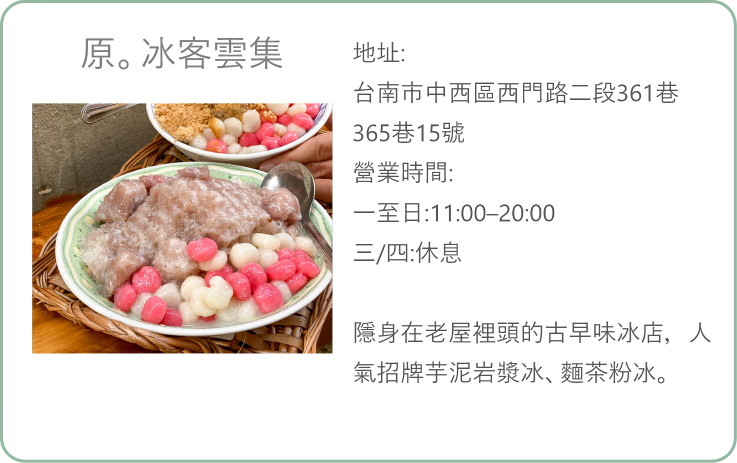 原。冰客雲集
地址:
台南市中西區西門路二段361巷
365巷15號
營業時間:
一至日:11:00–20:00
三/四:休息
隱身在老屋裡頭的古早味冰店，人
氣招牌芋泥岩漿冰、麵茶粉冰。